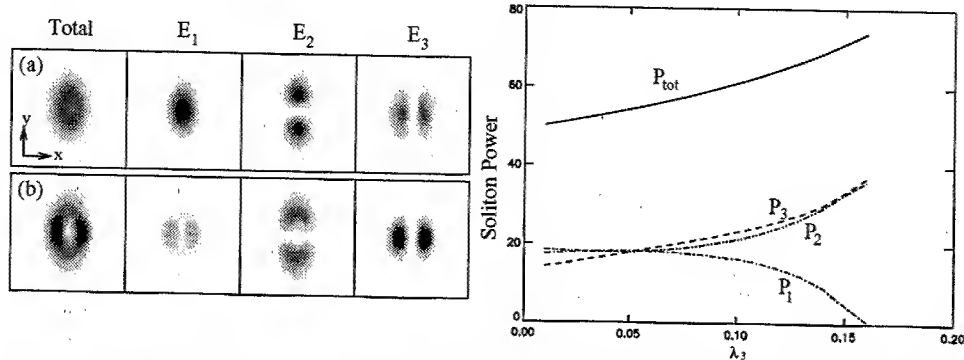 Total E₁ E₂ E₃
(a)
y
x
(b)
Soliton Power
80
60
40
20
0
P_tot
P₃
P₂
P₁
0.00 0.05 0.10 0.15 0.20
λ₃